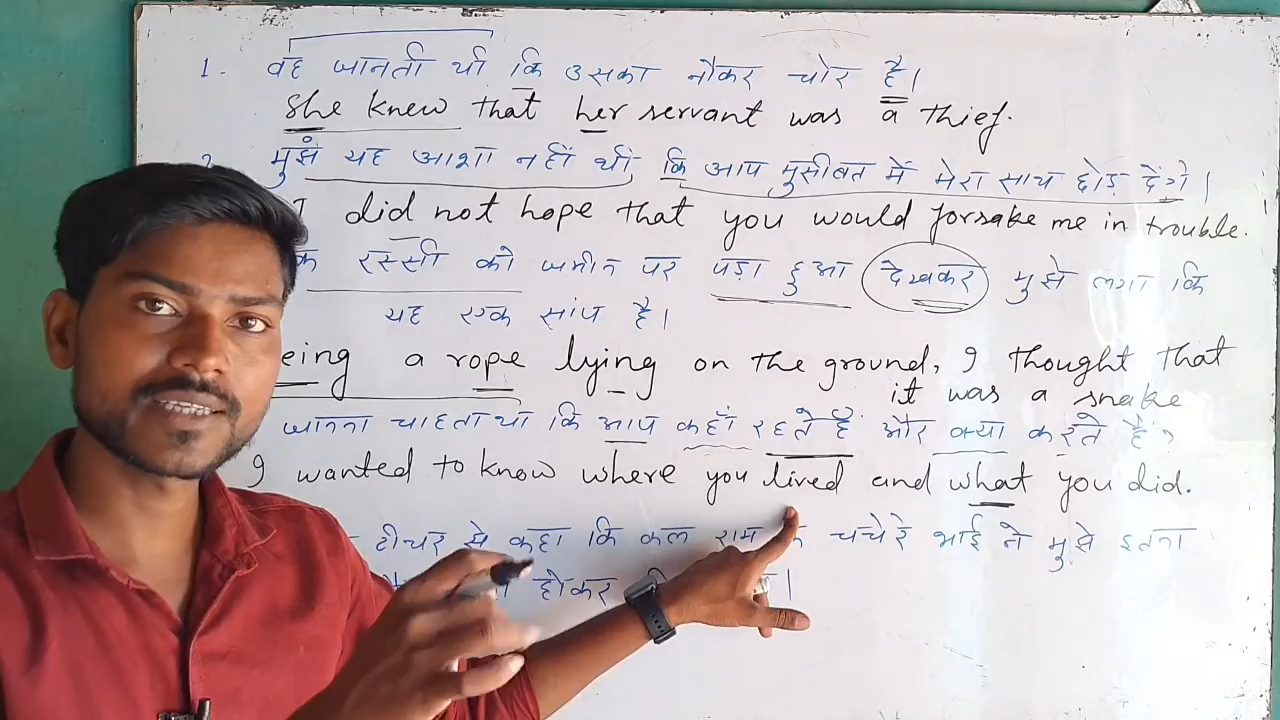 1. वह जानती थी कि उसका नौकर चोर है।
She knew that her servant was a thief.
मुझे यह आशा नहीं थी कि आप मुसीबत में मेरा साथ छोड़ देंगे।
I did not hope that you would forsake me in trouble.
रस्सी को जमीन पर पड़ा हुआ देखकर मुझे लगा कि
यह एक सांप है।
eing a rope lying on the ground, I thought that
it was a snake
जानना चाहता था कि आप कहाँ रहते हैं और क्या करते हैं?
I wanted to know where you lived and what you did.
टीचर से कहा कि कल राम चचेरे भाई ने मुझे इतना
होकर